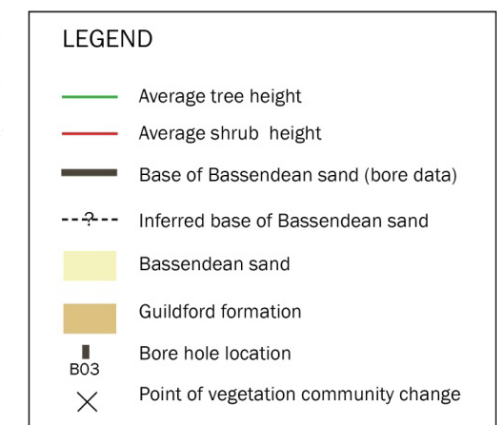 LEGEND
Average tree height
Average shrub height
Base of Bassendean sand (bore data)
--?-- Inferred base of Bassendean sand
Bassendean sand
Guildford formation
Bore hole location
B03
Point of vegetation community change